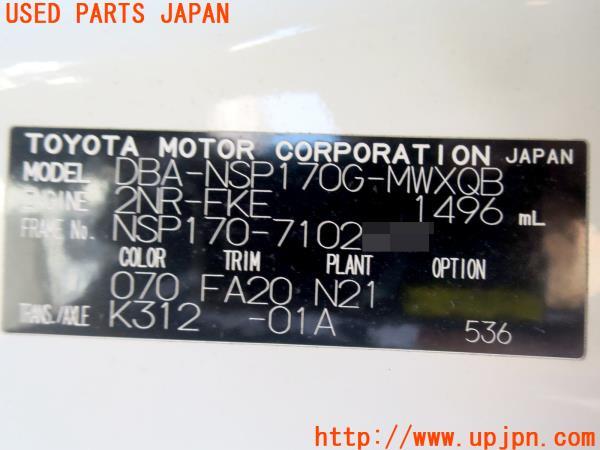 USED PARTS JAPAN
TOYOTA MOTOR CORPORATION JAPAN
MODEL DBA-NSP170G-MWXQB
ENGINE 2NR-FKE 1496 mL
FRAME No. NSP170-7102
COLOR TRIM PLANT OPTION
070 FA20 N21
TRANS./AXLE K312 -01A 536
http://www.upjpn.com/